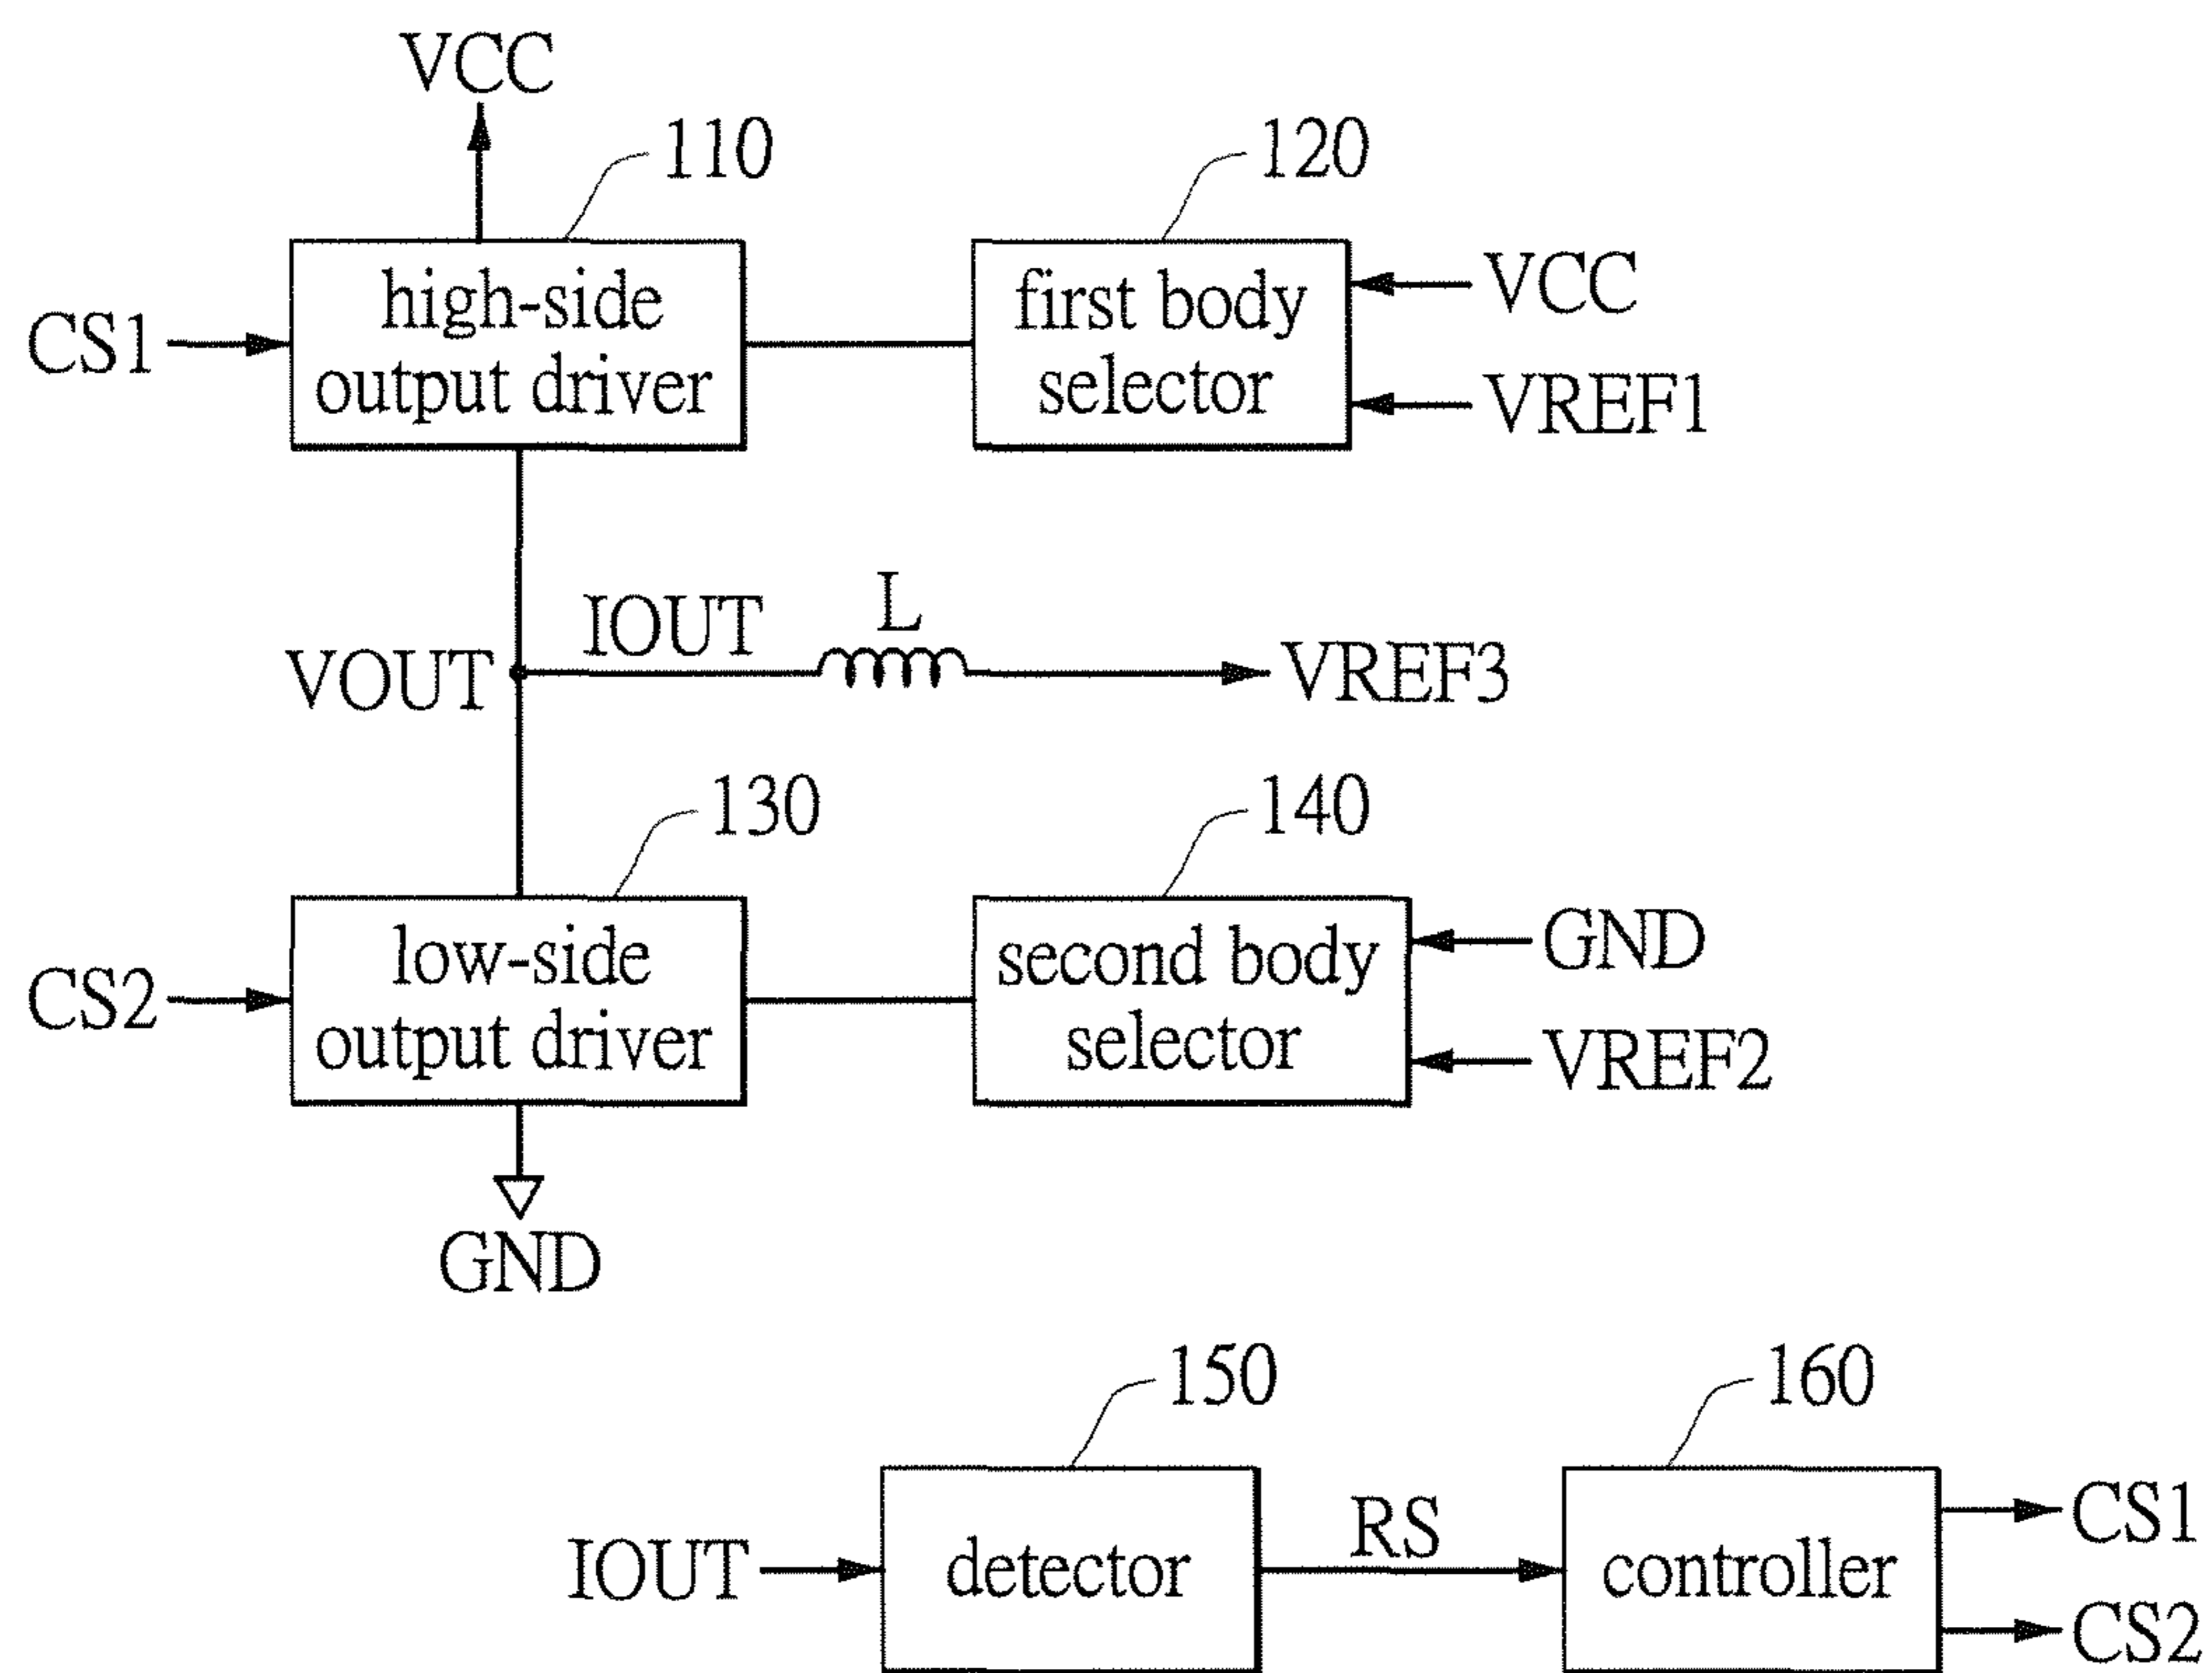 VCC
110
120
high-side
output driver
first body
selector
VCC
CS1
VREF1
L
IOUT
VOUT
VREF3
130
140
low-side
output driver
second body
selector
GND
CS2
VREF2
GND
150
160
IOUT
detector
RS
controller
CS1
CS2